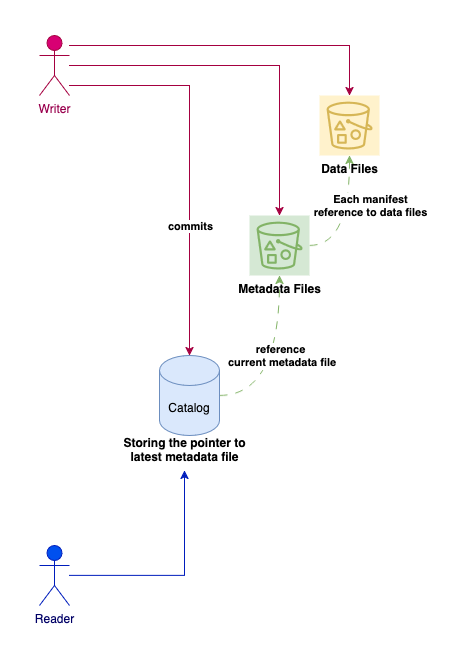 Writer
Data Files
Each manifest
reference to data files
commits
Metadata Files
reference
current metadata file
Catalog
Storing the pointer to
latest metadata file
Reader